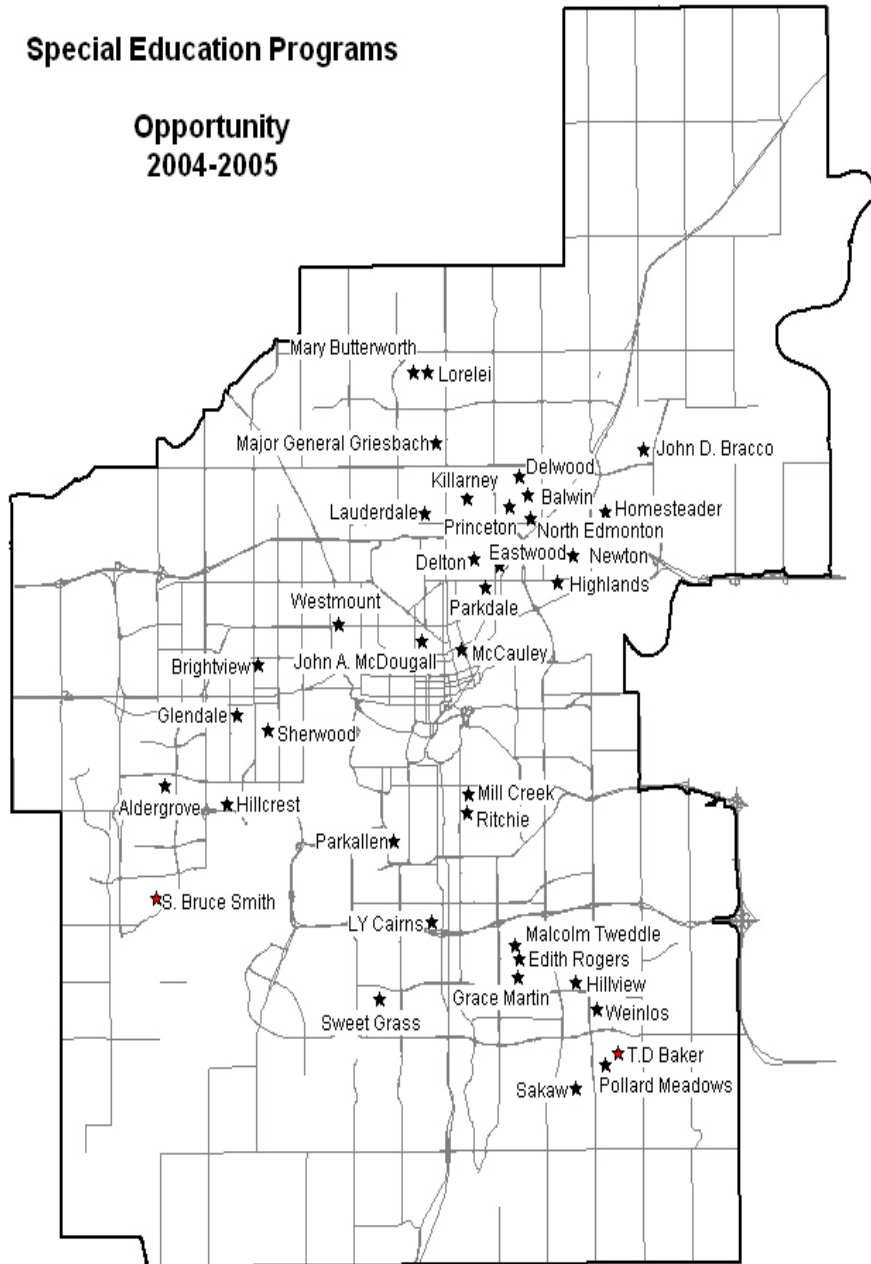 Special Education Programs
Opportunity
2004-2005
Mary Butterworth
Lorelei
Major General Griesbach
John D. Bracco
Delwood
Killarney
Balwin
Lauderdale
Homesteader
Princeton
North Edmonton
Eastwood
Newton
Delton
Highlands
Westmount
Parkdale
John A. McDougall
McCauley
Brightview
Glendale
Sherwood
Aldergrove
Hillcrest
Mill Creek
Ritchie
Parkallen
S. Bruce Smith
LY Cairns
Malcolm Tweddle
Edith Rogers
Hillview
Grace Martin
Weinlos
Sweet Grass
T.D Baker
Pollard Meadows
Sakaw